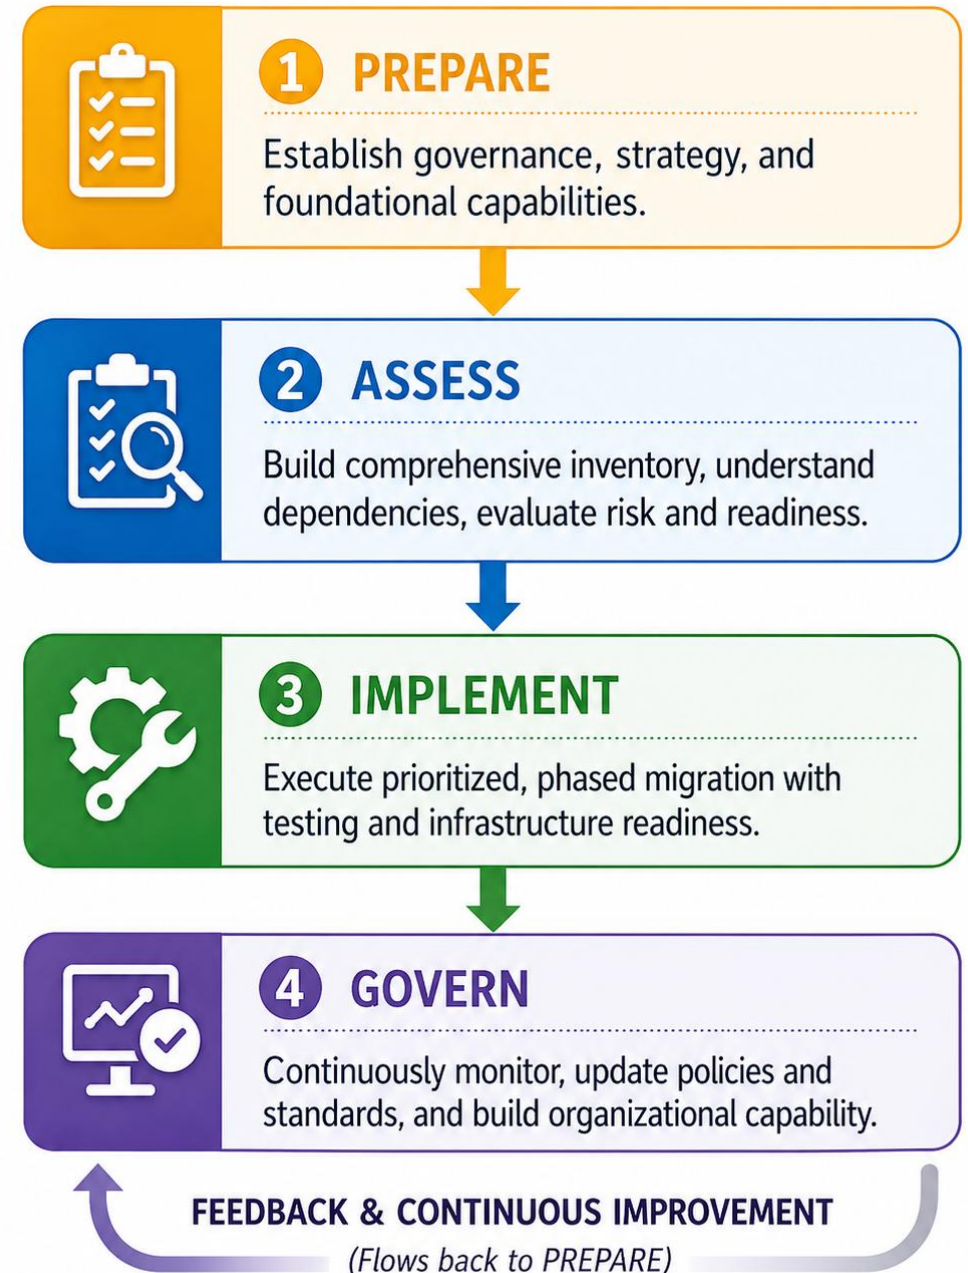 1 PREPARE
Establish governance, strategy, and
foundational capabilities.
2 ASSESS
Build comprehensive inventory, understand
dependencies, evaluate risk and readiness.
3 IMPLEMENT
Execute prioritized, phased migration with
testing and infrastructure readiness.
4 GOVERN
Continuously monitor, update policies and
standards, and build organizational capability.
FEEDBACK & CONTINUOUS IMPROVEMENT
(Flows back to PREPARE)